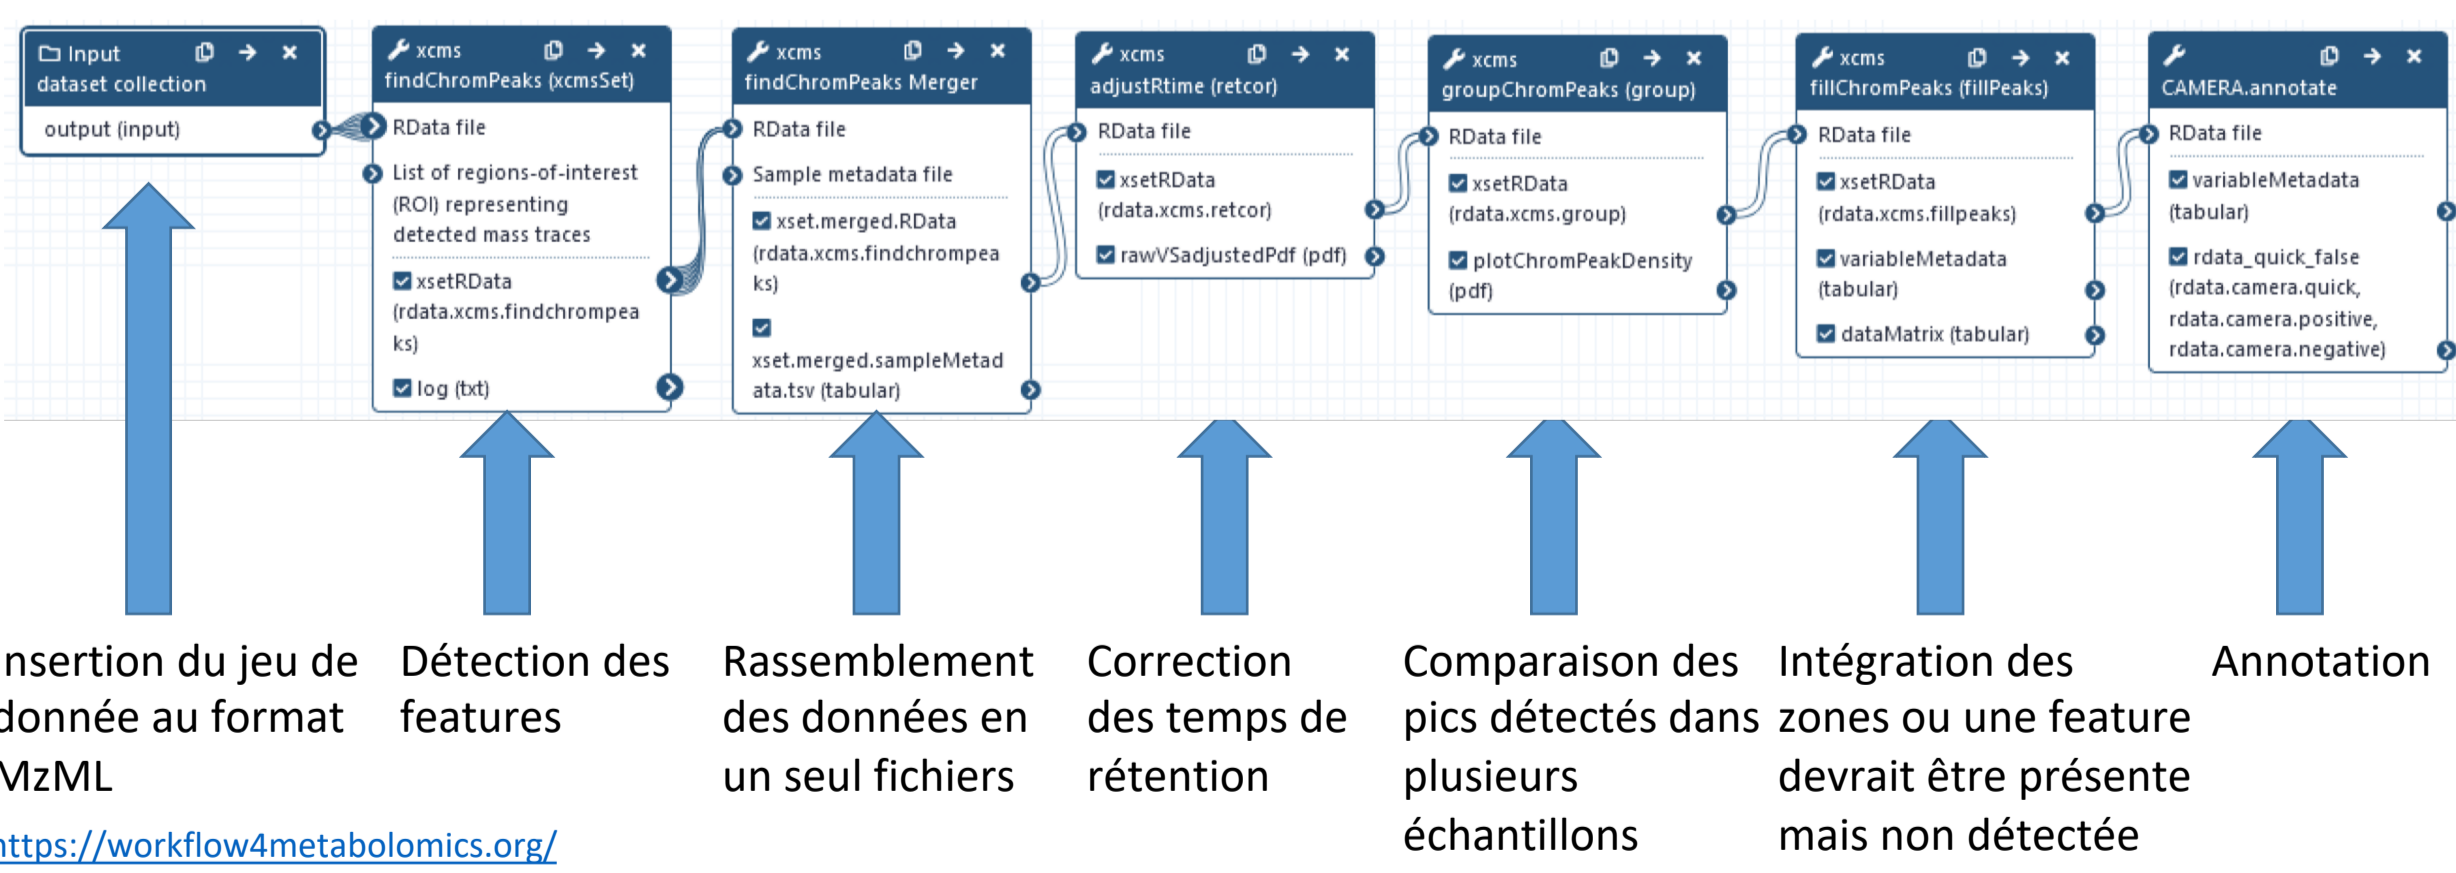 Input
dataset collection
output (input)
xcms
findChromPeaks (xcmsSet)
RData file
List of regions-of-interest
(ROI) representing
detected mass traces
xsetRData
(rdata.xcms.findchrompea
ks)
log (txt)
xcms
findChromPeaks Merger
RData file
Sample metadata file
xset.merged.RData
(rdata.xcms.findchrompea
ks)
xset.merged.sampleMetad
ata.tsv (tabular)
xcms
adjustRtime (retcor)
RData file
xsetRData
(rdata.xcms.retcor)
rawVSadjustedPdf (pdf)
xcms
groupChromPeaks (group)
RData file
xsetRData
(rdata.xcms.group)
plotChromPeakDensity
(pdf)
xcms
fillChromPeaks (fillPeaks)
RData file
xsetRData
(rdata.xcms.fillpeaks)
variableMetadata
(tabular)
dataMatrix (tabular)
CAMERA.annotate
RData file
variableMetadata
(tabular)
rdata_quick_false
(rdata.camera.quick,
rdata.camera.positive,
rdata.camera.negative)
nsertion du jeu de
donnée au format
MzML
Détection des
features
Rassemblement
des données en
un seul fichiers
Correction
des temps de
rétention
Comparaison des
pics détectés dans
plusieurs
échantillons
Intégration des
zones ou une feature
devrait être présente
mais non détectée
Annotation
https://workflow4metabolomics.org/